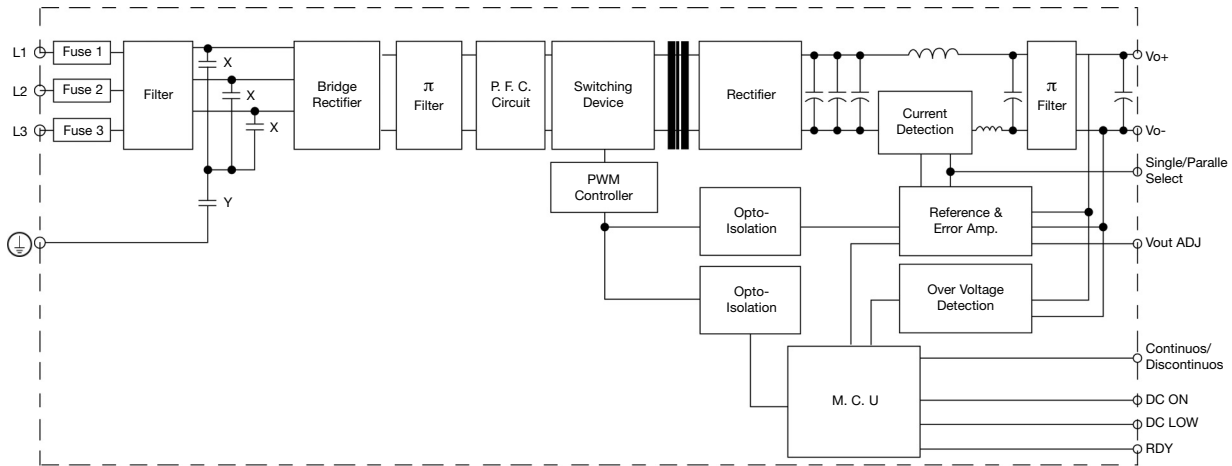 L1
Fuse 1
L2
Fuse 2
L3
Fuse 3
Filter
X
X
X
Y
Bridge
Rectifier
π
Filter
P. F. C.
Circuit
Switching
Device
PWM
Controller
Rectifier
Current
Detection
π
Filter
Vo+
Vo-
Single/Paralle
Select
Opto-
Isolation
Reference &
Error Amp.
Vout ADJ
Opto-
Isolation
Over Voltage
Detection
M. C. U
Continuos/
Discontinuos
DC ON
DC LOW
RDY